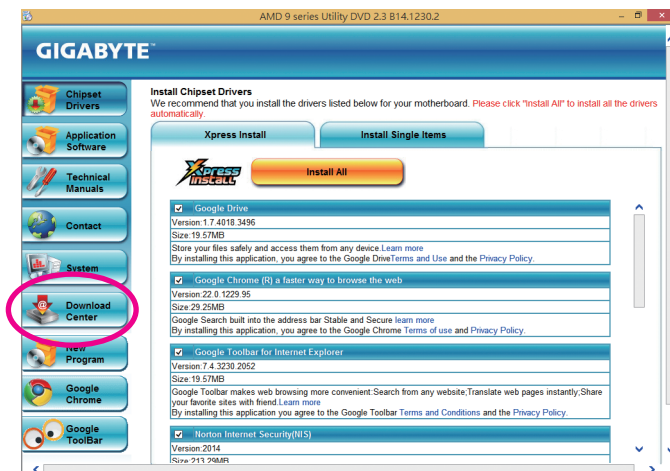 AMD 9 series Utility DVD 2.3 B14.1230.2
GIGABYTE™
Chipset
Drivers
Application
Software
Technical
Manuals
Contact
System
Download
Center
New
Program
Google
Chrome
Google
ToolBar
Install Chipset Drivers
We recommend that you install the drivers listed below for your motherboard. Please click "Install All" to install all the drivers
automatically.
Xpress Install
Install Single Items
Xpress
Install
Install All
Google Drive
Version:1.7.4018.3496
Size:19.57MB
Store your files safely and access them from any device.Learn more
By installing this application, you agree to the Google DriveTerms and Use and the Privacy Policy.
Google Chrome (R) a faster way to browse the web
Version:22.0.1229.95
Size:29.25MB
Google Search built into the address bar Stable and Secure learn more
By installing this application, you agree to the Google Chrome Terms of use and Privacy Policy.
Google Toolbar for Internet Explorer
Version:7.4.3230.2052
Size:19.57MB
Google Toolbar makes web browsing more convenient:Search from any website;Translate web pages instantly;Share
your favorite sites with friend.Learn more
By installing this application you agree to the Google Toolbar Terms and Conditions and the Privacy Policy.
Norton Internet Security(NIS)
Version:2014
Size:213.29MB